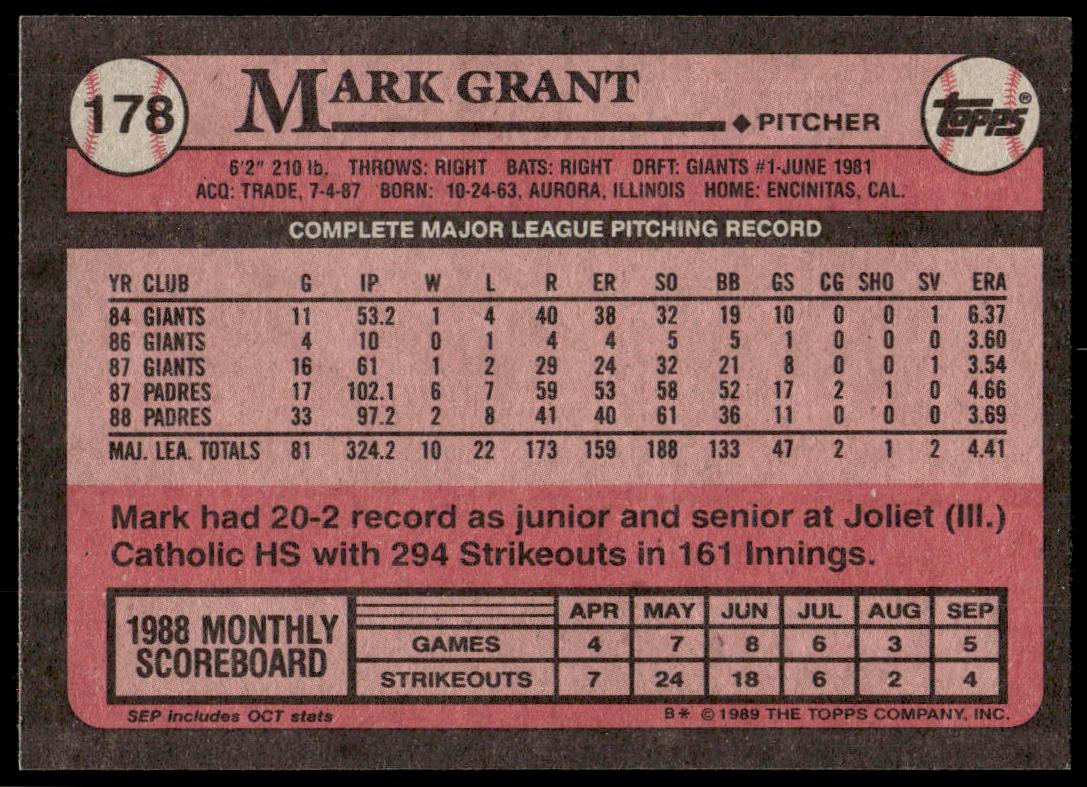 178
MARK GRANT
◆ PITCHER
topps®
6'2" 210 lb. THROWS: RIGHT BATS: RIGHT DRFT: GIANTS #1-JUNE 1981
ACQ: TRADE, 7-4-87 BORN: 10-24-63, AURORA, ILLINOIS HOME: ENCINITAS, CAL.
COMPLETE MAJOR LEAGUE PITCHING RECORD
YR CLUB G IP W L R ER SO BB GS CG SHO SV ERA
84 GIANTS 11 53.2 1 4 40 38 32 19 10 0 0 1 6.37
86 GIANTS 4 10 0 1 4 4 5 5 1 0 0 0 3.60
87 GIANTS 16 61 1 2 29 24 32 21 8 0 0 1 3.54
87 PADRES 17 102.1 6 7 59 53 58 52 17 2 1 0 4.66
88 PADRES 33 97.2 2 8 41 40 61 36 11 0 0 0 3.69
MAJ. LEA. TOTALS 81 324.2 10 22 173 159 188 133 47 2 1 2 4.41
Mark had 20-2 record as junior and senior at Joliet (Ill.)
Catholic HS with 294 Strikeouts in 161 Innings.
1988 MONTHLY
SCOREBOARD
APR MAY JUN JUL AUG SEP
GAMES 4 7 8 6 3 5
STRIKEOUTS 7 24 18 6 2 4
SEP includes OCT stats
B* © 1989 THE TOPPS COMPANY, INC.